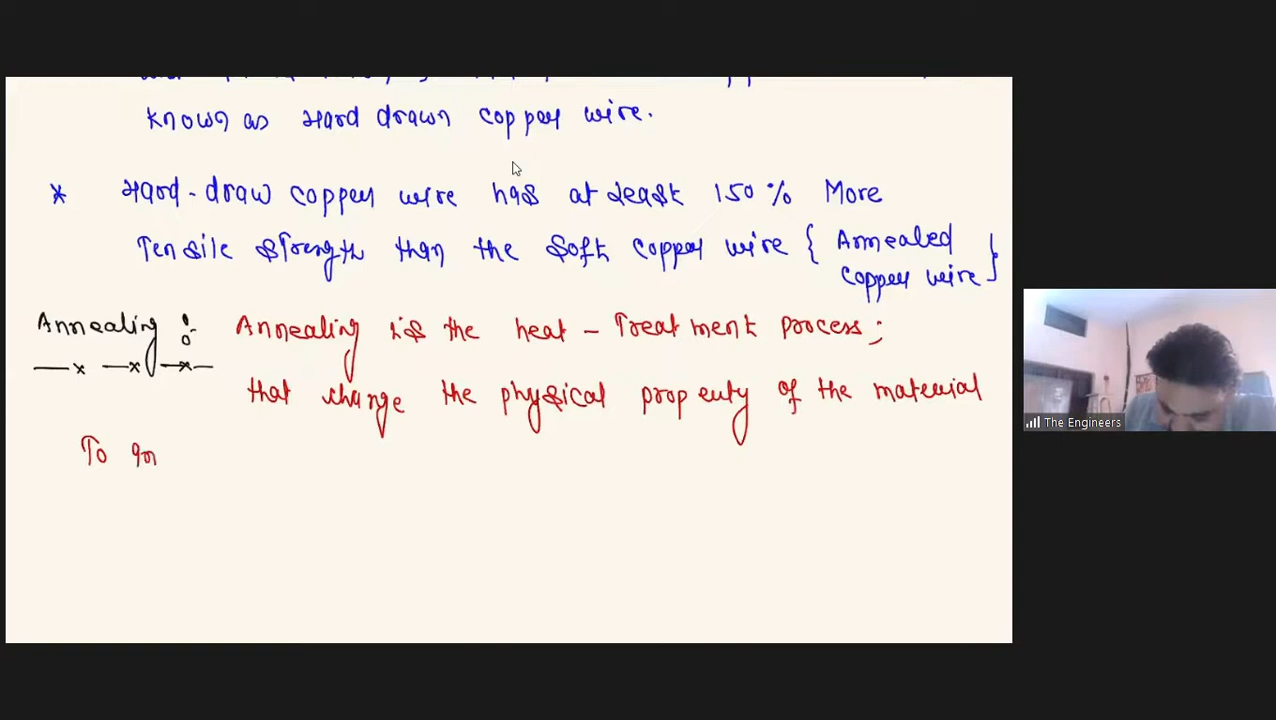 known as Hard drawn copper wire.
* Hard-draw copper wire has at least 150% More
Tensile strength than the soft copper wire { Annealed copper wire }
Annealing : Annealing is the heat - Treatment process;
that change the physical property of the material
To in
The Engineers